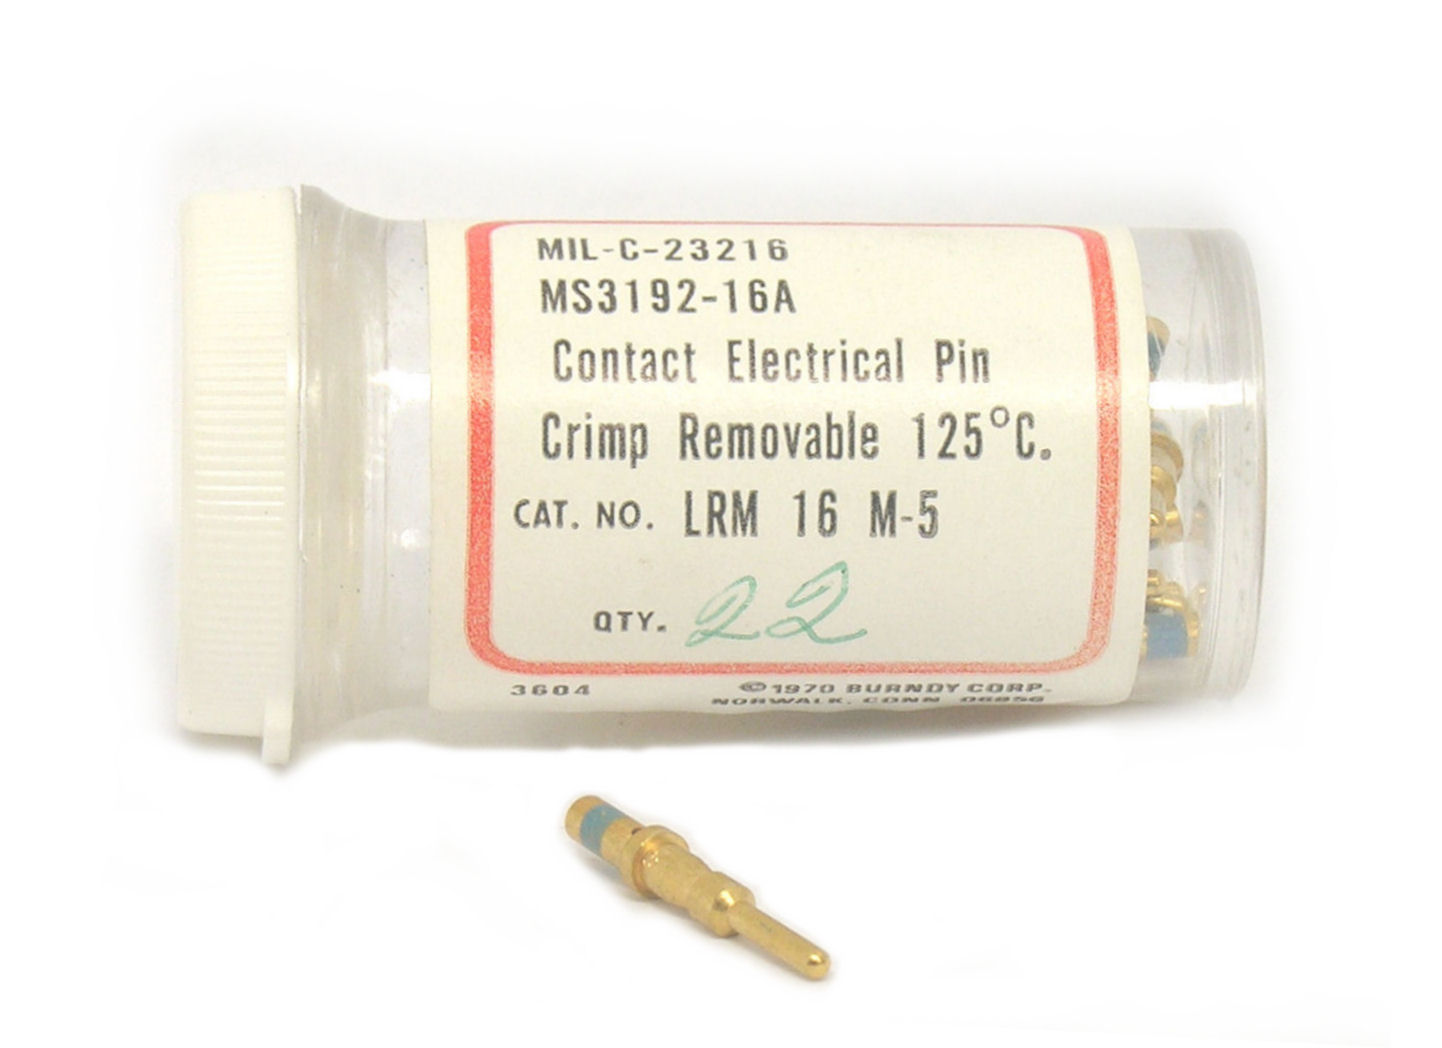 MIL-C-23216
MS3192-16A
Contact Electrical Pin
Crimp Removable 125°C.
CAT. NO. LRM 16 M-5
QTY. 22
3604 ©1970 BURNDY CORP.
NORWALK, CONN 06856